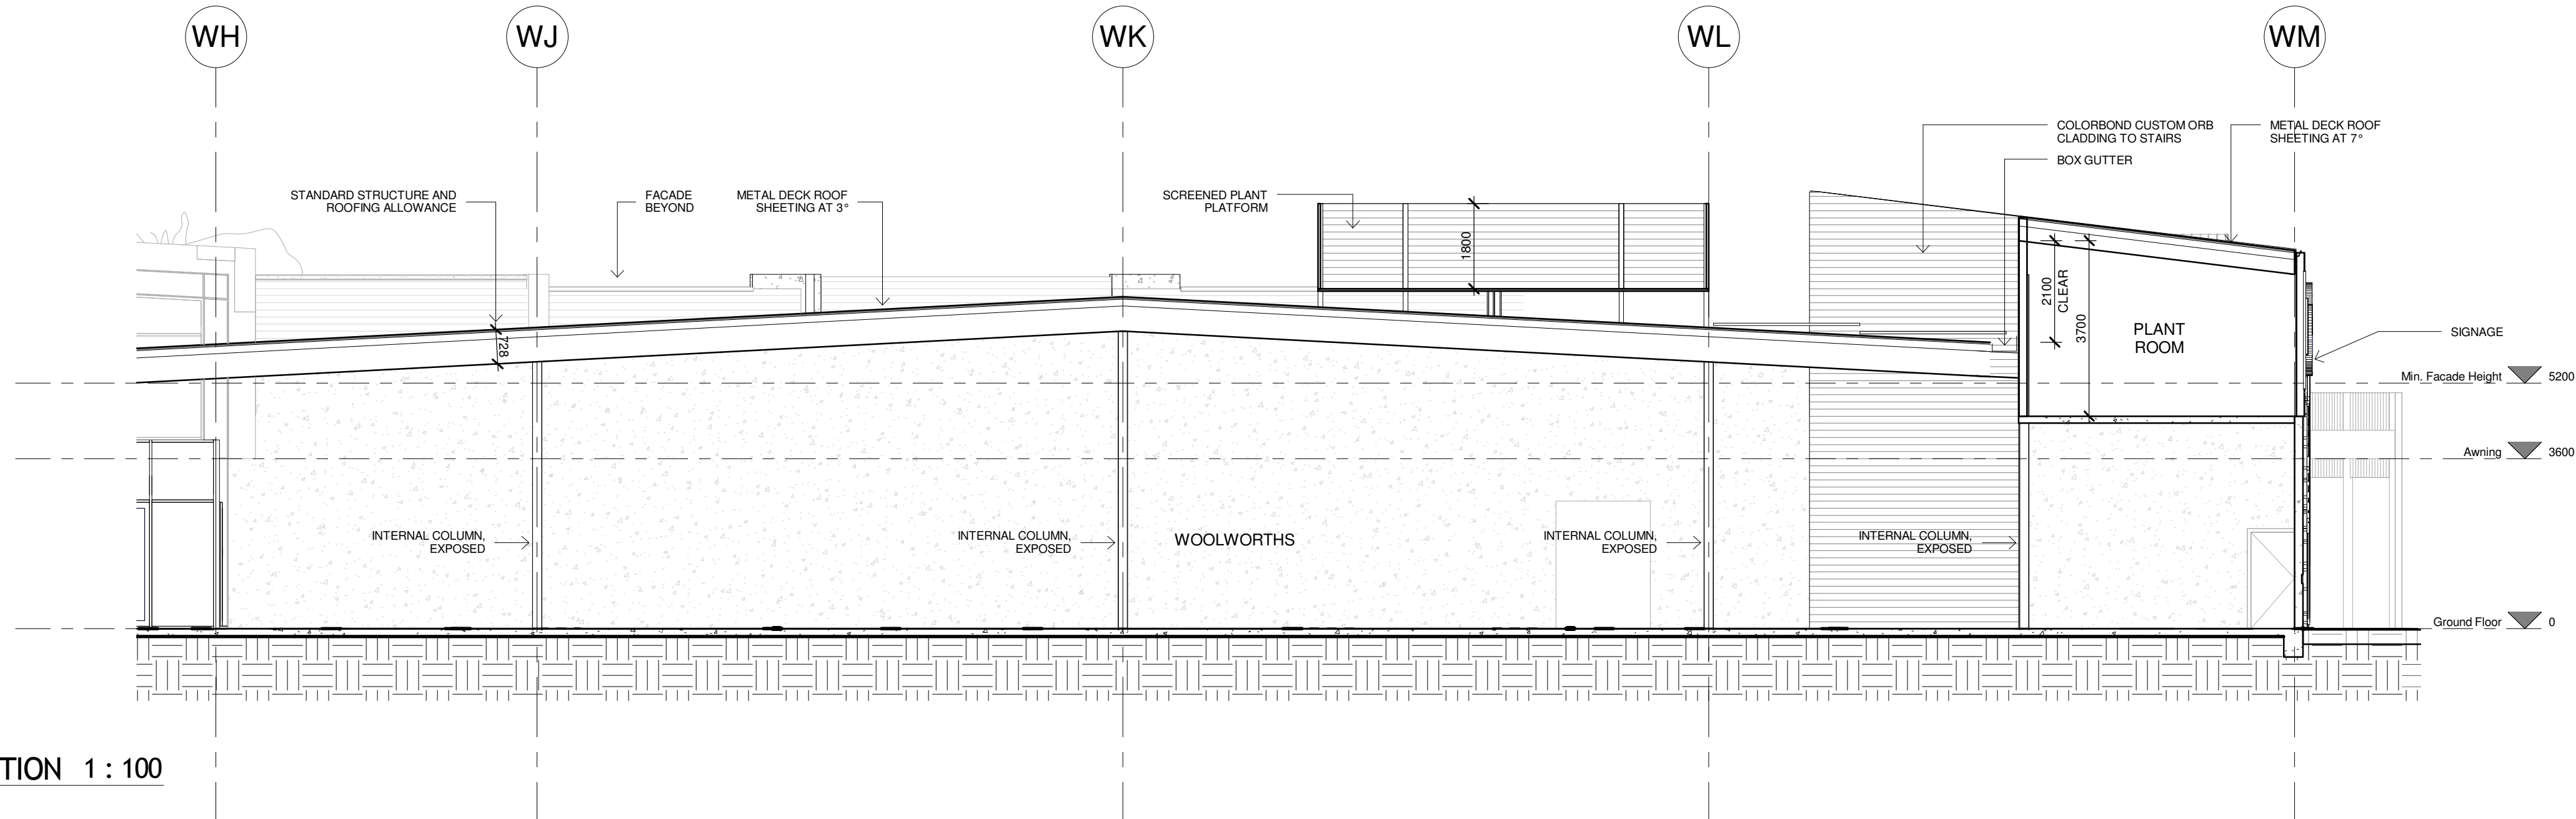 WH
WJ
WK
WL
WM
COLORBOND CUSTOM ORB
CLADDING TO STAIRS
METAL DECK ROOF
SHEETING AT 7°
BOX GUTTER
STANDARD STRUCTURE AND
ROOFING ALLOWANCE
FACADE
BEYOND
METAL DECK ROOF
SHEETING AT 3°
SCREENED PLANT
PLATFORM
1800
2100
CLEAR
3700
728
PLANT
ROOM
SIGNAGE
Min. Facade Height 5200
Awning 3600
INTERNAL COLUMN,
EXPOSED
INTERNAL COLUMN,
EXPOSED
WOOLWORTHS
INTERNAL COLUMN,
EXPOSED
INTERNAL COLUMN,
EXPOSED
Ground Floor 0
TION 1 : 100